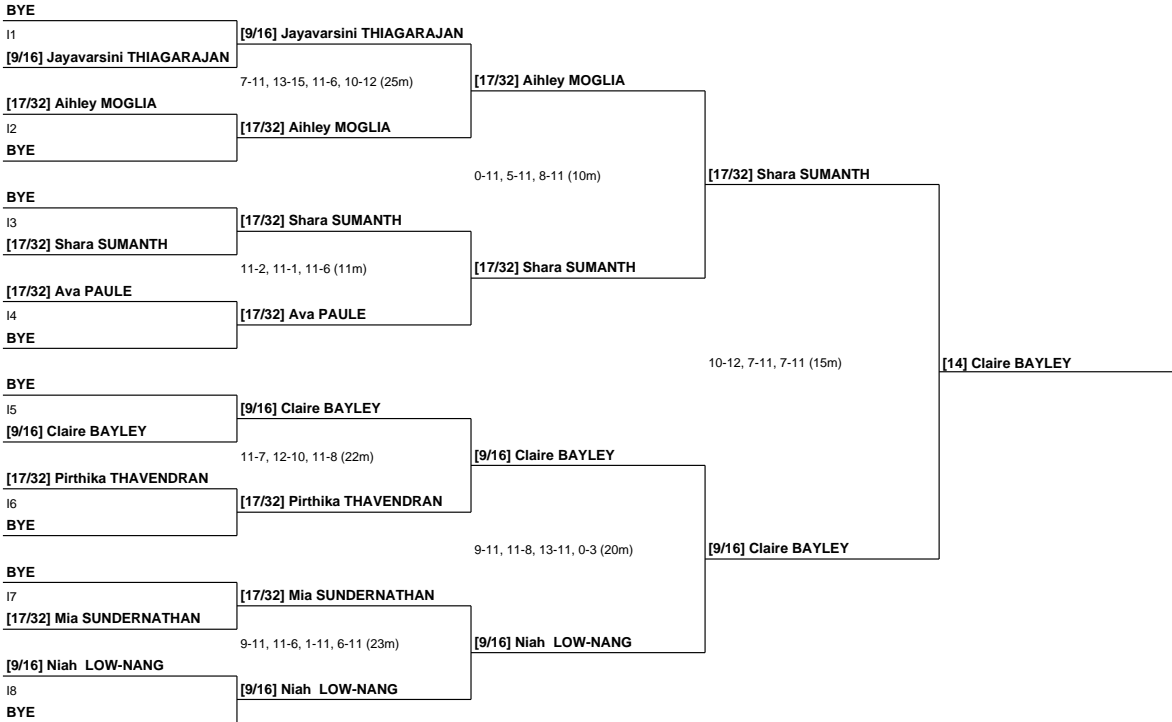 BYE
I1
[9/16] Jayavarsini THIAGARAJAN
[17/32] Aihley MOGLIA
I2
BYE
BYE
I3
[17/32] Shara SUMANTH
[17/32] Ava PAULE
I4
BYE
BYE
I5
[9/16] Claire BAYLEY
[17/32] Pirthika THAVENDRAN
I6
BYE
BYE
I7
[17/32] Mia SUNDERNATHAN
[9/16] Niah LOW-NANG
I8
BYE
[9/16] Jayavarsini THIAGARAJAN
7-11, 13-15, 11-6, 10-12 (25m)
[17/32] Aihley MOGLIA
[17/32] Shara SUMANTH
11-2, 11-1, 11-6 (11m)
[17/32] Ava PAULE
[9/16] Claire BAYLEY
11-7, 12-10, 11-8 (22m)
[17/32] Pirthika THAVENDRAN
[17/32] Mia SUNDERNATHAN
9-11, 11-6, 1-11, 6-11 (23m)
[9/16] Niah LOW-NANG
[17/32] Aihley MOGLIA
0-11, 5-11, 8-11 (10m)
[17/32] Shara SUMANTH
[9/16] Claire BAYLEY
9-11, 11-8, 13-11, 0-3 (20m)
[9/16] Niah LOW-NANG
[17/32] Shara SUMANTH
10-12, 7-11, 7-11 (15m)
[9/16] Claire BAYLEY
[14] Claire BAYLEY